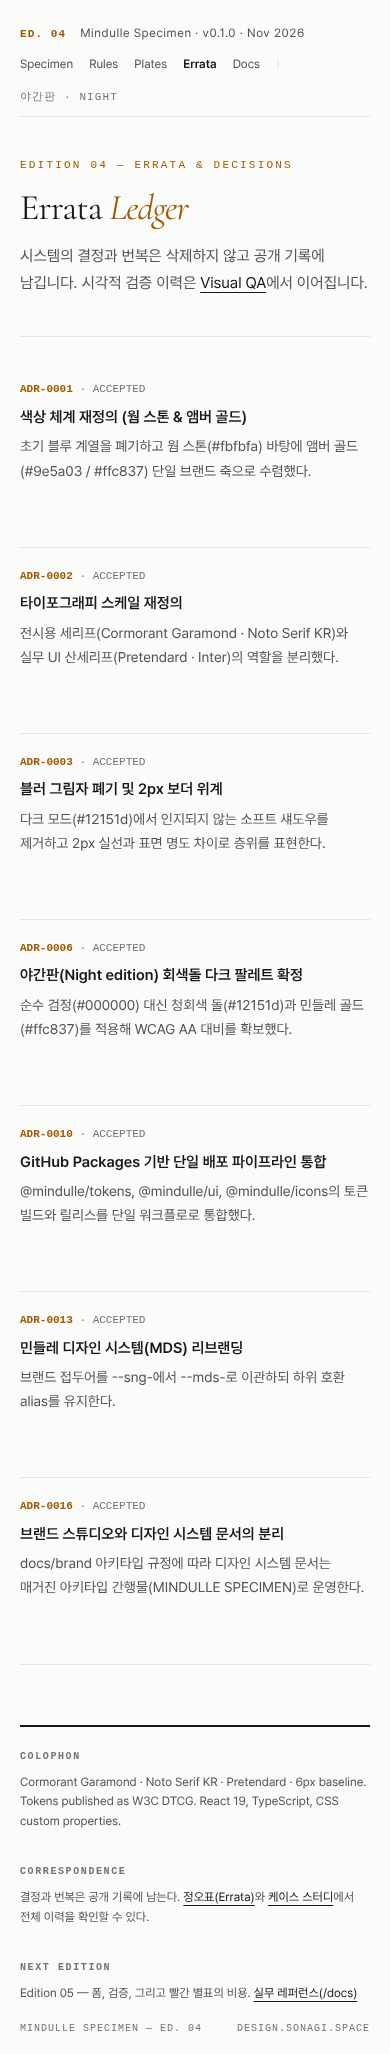 ED. 04 Mindulle Specimen · v0.1.0 · Nov 2026
Specimen Rules Plates Errata Docs
야간판 · NIGHT
EDITION 04 — ERRATA & DECISIONS
Errata Ledger
시스템의 결정과 번복은 삭제하지 않고 공개 기록에
남깁니다. 시각적 검증 이력은 Visual QA에서 이어집니다.
ADR-0001 · ACCEPTED
색상 체계 재정의 (웜 스톤 & 앰버 골드)
초기 블루 계열을 폐기하고 웜 스톤(#fbfbfa) 바탕에 앰버 골드
(#9e5a03 / #ffc837) 단일 브랜드 축으로 수렴했다.
ADR-0002 · ACCEPTED
타이포그래피 스케일 재정의
전시용 세리프(Cormorant Garamond · Noto Serif KR)와
실무 UI 산세리프(Pretendard · Inter)의 역할을 분리했다.
ADR-0003 · ACCEPTED
블러 그림자 폐기 및 2px 보더 위계
다크 모드(#12151d)에서 인지되지 않는 소프트 섀도우를
제거하고 2px 실선과 표면 명도 차이로 층위를 표현한다.
ADR-0006 · ACCEPTED
야간판(Night edition) 회색돌 다크 팔레트 확정
순수 검정(#000000) 대신 청회색 돌(#12151d)과 민들레 골드
(#ffc837)를 적용해 WCAG AA 대비를 확보했다.
ADR-0010 · ACCEPTED
GitHub Packages 기반 단일 배포 파이프라인 통합
@mindulle/tokens, @mindulle/ui, @mindulle/icons의 토큰
빌드와 릴리스를 단일 워크플로로 통합했다.
ADR-0013 · ACCEPTED
민들레 디자인 시스템(MDS) 리브랜딩
브랜드 접두어를 --sng-에서 --mds-로 이관하되 하위 호환
alias를 유지한다.
ADR-0016 · ACCEPTED
브랜드 스튜디오와 디자인 시스템 문서의 분리
docs/brand 아키타입 규정에 따라 디자인 시스템 문서는
매거진 아키타입 간행물(MINDULLE SPECIMEN)로 운영한다.
COLOPHON
Cormorant Garamond · Noto Serif KR · Pretendard · 6px baseline.
Tokens published as W3C DTCG. React 19, TypeScript, CSS
custom properties.
CORRESPONDENCE
결정과 번복은 공개 기록에 남는다. 정오표(Errata)와 케이스 스터디에서
전체 이력을 확인할 수 있다.
NEXT EDITION
Edition 05 — 폼, 검증, 그리고 빨간 별표의 비용. 실무 레퍼런스(/docs)
MINDULLE SPECIMEN — ED. 04 DESIGN.SONAGI.SPACE